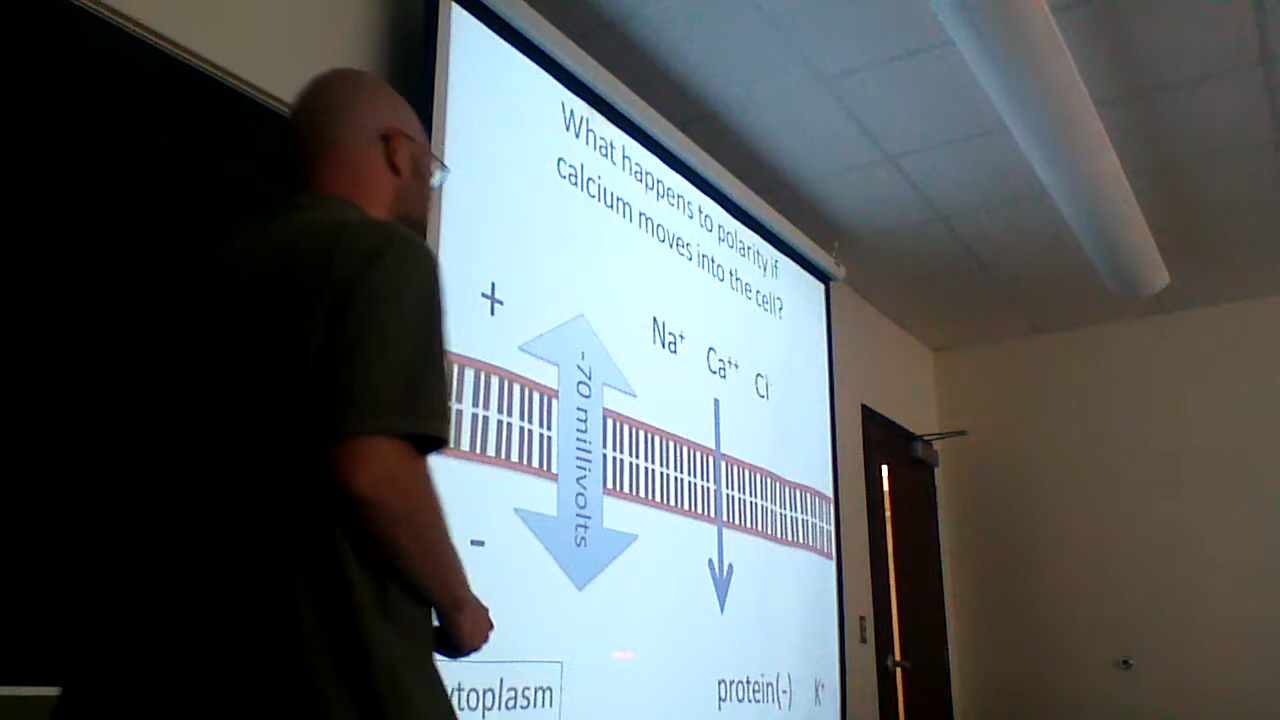 What happens to polarity if
calcium moves into the cell?
+
Na⁺ Ca⁺⁺ Cl⁻
-70 millivolts
-
ytoplasm
protein(-) K⁺